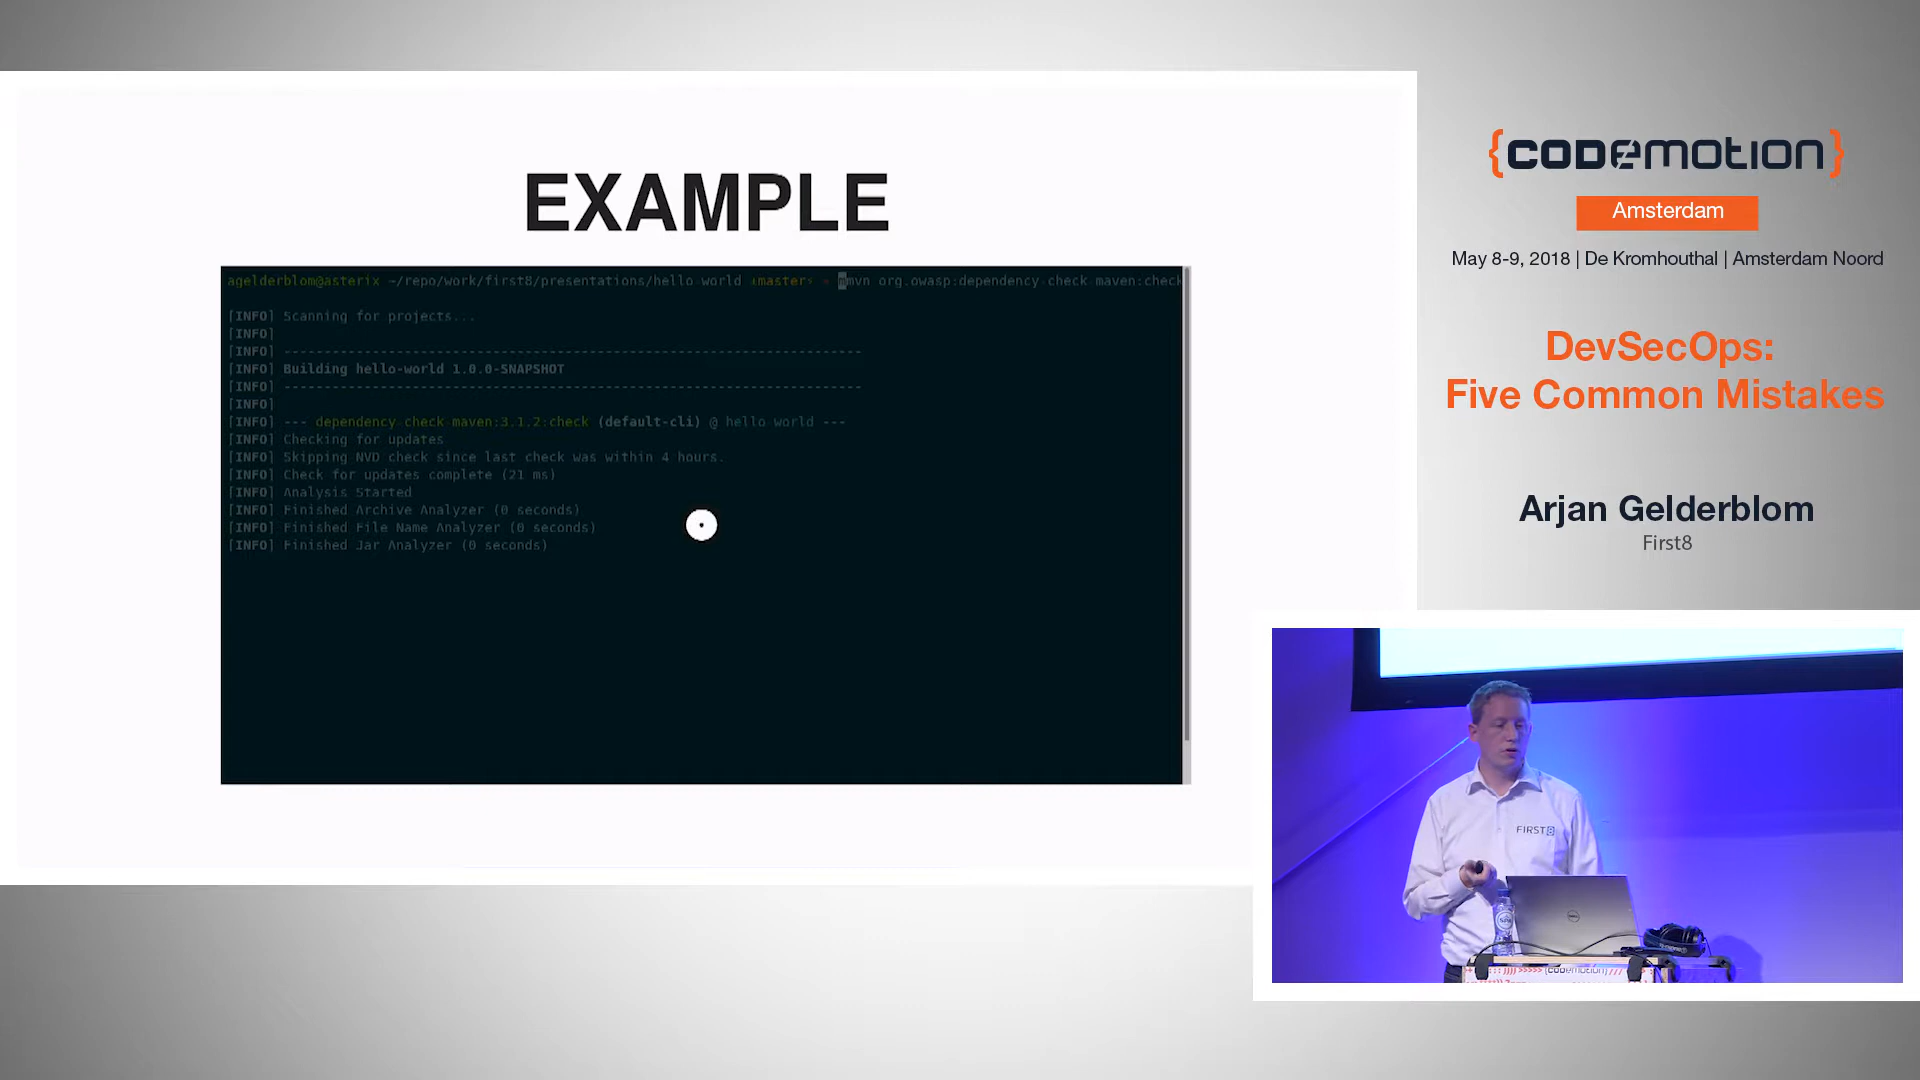 EXAMPLE
agelderblom@asterix ~/repo/work/first8/presentations/hello world ‹master› mvn org.owasp:dependency check maven:check
[INFO] Scanning for projects...
[INFO]
[INFO] ------------------------------------------------------------------------
[INFO] Building hello-world 1.0.0-SNAPSHOT
[INFO] ------------------------------------------------------------------------
[INFO]
[INFO] --- dependency check maven:3.1.2:check (default-cli) @ hello world ---
[INFO] Checking for updates
[INFO] Skipping NVD check since last check was within 4 hours.
[INFO] Check for updates complete (21 ms)
[INFO] Analysis Started
[INFO] Finished Archive Analyzer (0 seconds)
[INFO] Finished File Name Analyzer (0 seconds)
[INFO] Finished Jar Analyzer (0 seconds)
{CODEMOTION}
Amsterdam
May 8-9, 2018 | De Kromhouthal | Amsterdam Noord
DevSecOps:
Five Common Mistakes
Arjan Gelderblom
First8
FIRST8
DELL
{CODEMOTION}